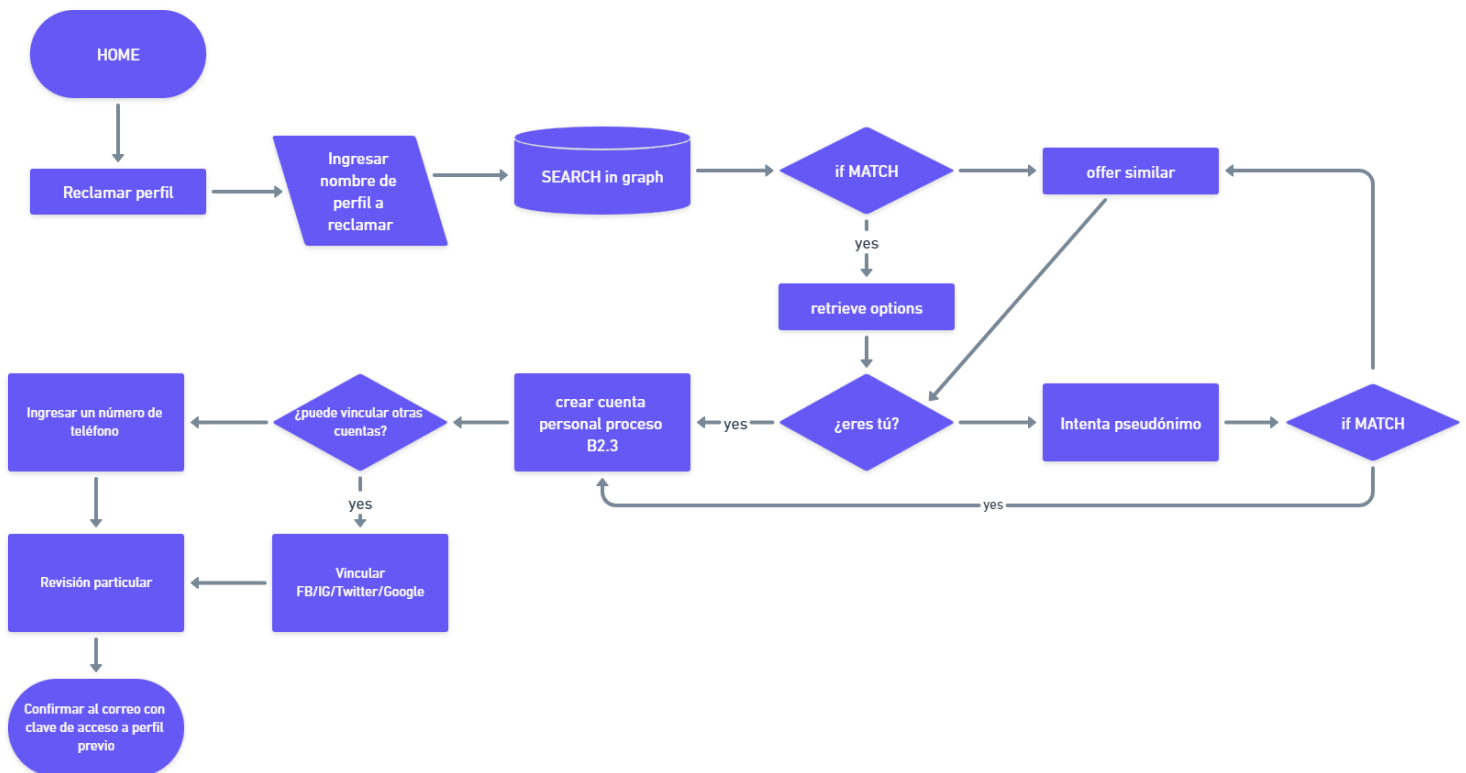 HOME
Reclamar perfil
Ingresar
nombre de
perfil a
reclamar
SEARCH in graph
if MATCH
offer similar
yes
retrieve options
Ingresar un número de
teléfono
¿puede vincular otras
cuentas?
crear cuenta
personal proceso
B2.3
yes
¿eres tú?
Intenta pseudónimo
if MATCH
yes
yes
Revisión particular
Vincular
FB/IG/Twitter/Google
Confirmar al correo con
clave de acceso a perfil
previo